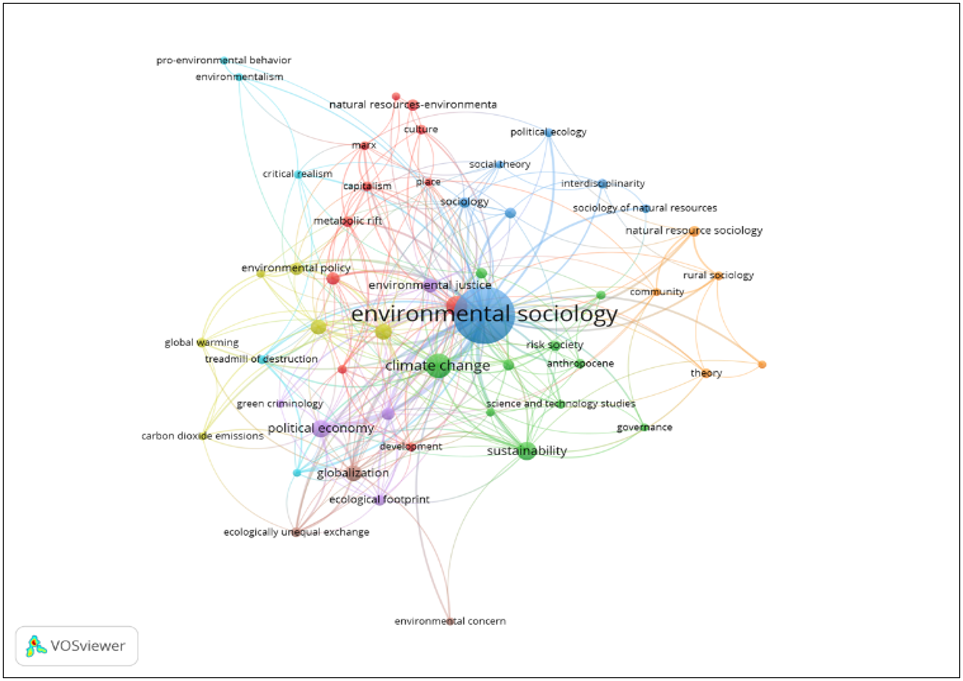 pro-environmental behavior
environmentalism
natural resources-environmenta
culture
political ecology
marx
social theory
critical realism
capitalism
place
interdisciplinarity
sociology
sociology of natural resources
metabolic rift
natural resource sociology
environmental policy
rural sociology
environmental justice
community
environmental sociology
global warming
risk society
treadmill of destruction
climate change
anthropocene
theory
green criminology
science and technology studies
political economy
governance
carbon dioxide emissions
development
sustainability
globalization
ecological footprint
ecologically unequal exchange
environmental concern
VOSviewer